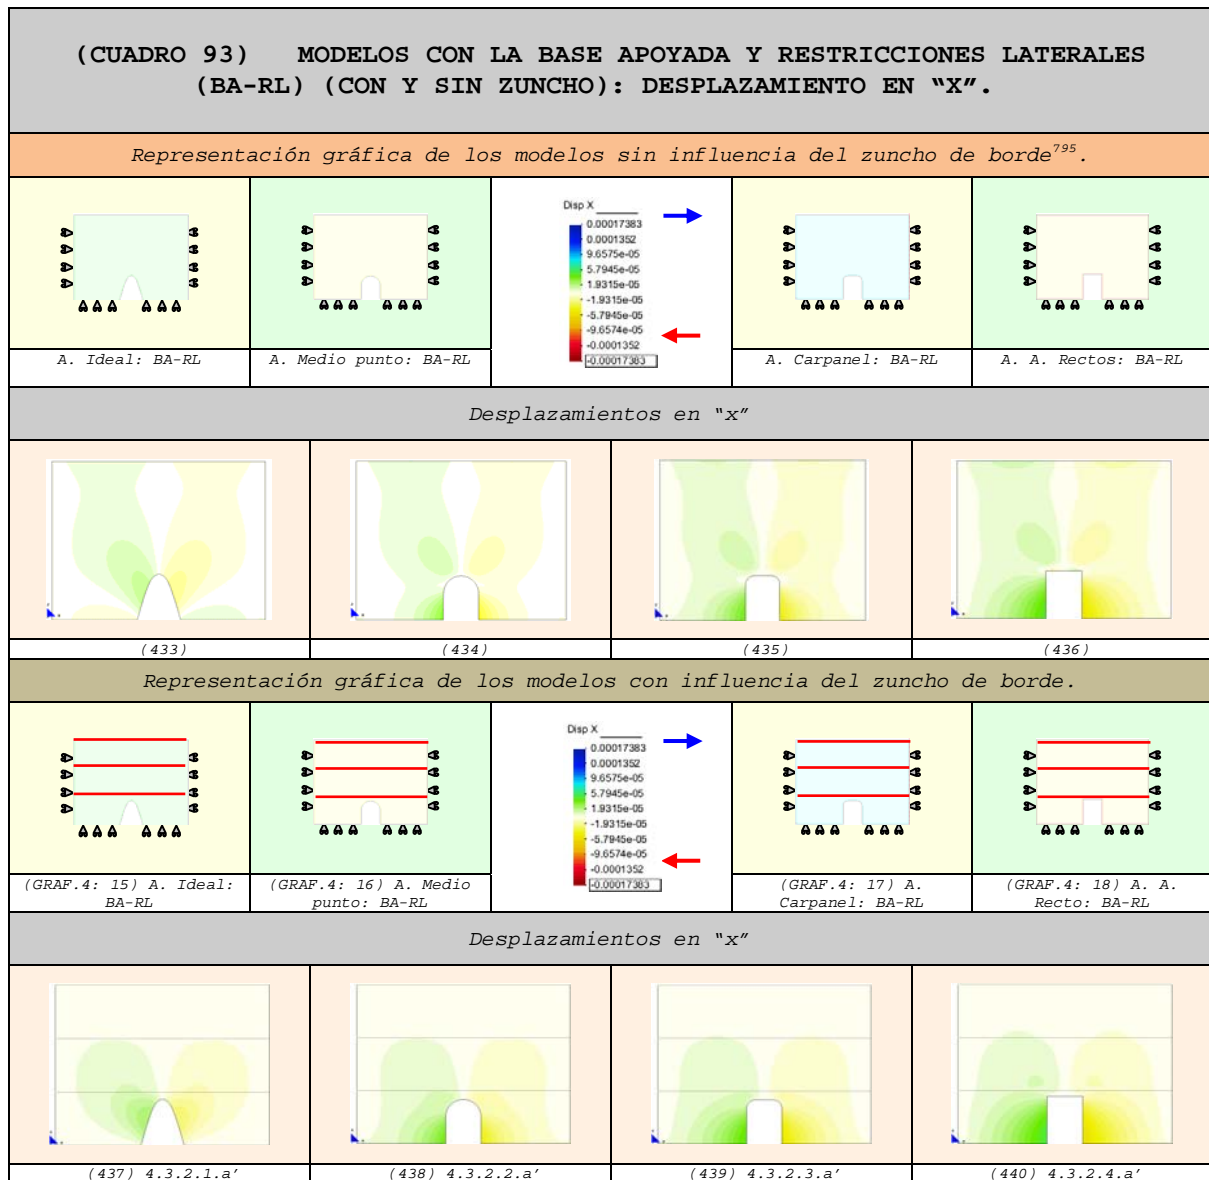 (CUADRO 93) MODELOS CON LA BASE APOYADA Y RESTRICCIONES LATERALES
(BA-RL) (CON Y SIN ZUNCHO): DESPLAZAMIENTO EN “X”.
Representación gráfica de los modelos sin influencia del zuncho de borde795.
Disp X
0.00017383
0.0001352
9.6575e-05
5.7945e-05
1.9315e-05
-1.9315e-05
-5.7945e-05
-9.6574e-05
-0.0001352
-0.00017383
A. Ideal: BA-RL
A. Medio punto: BA-RL
A. Carpanel: BA-RL
A. A. Rectos: BA-RL
Desplazamientos en “x”
(433)
(434)
(435)
(436)
Representación gráfica de los modelos con influencia del zuncho de borde.
Disp X
0.00017383
0.0001352
9.6575e-05
5.7945e-05
1.9315e-05
-1.9315e-05
-5.7945e-05
-9.6574e-05
-0.0001352
-0.00017383
(GRAF.4: 15) A. Ideal:
BA-RL
(GRAF.4: 16) A. Medio
punto: BA-RL
(GRAF.4: 17) A.
Carpanel: BA-RL
(GRAF.4: 18) A. A.
Recto: BA-RL
Desplazamientos en “x”
(437) 4.3.2.1.a’
(438) 4.3.2.2.a’
(439) 4.3.2.3.a’
(440) 4.3.2.4.a’